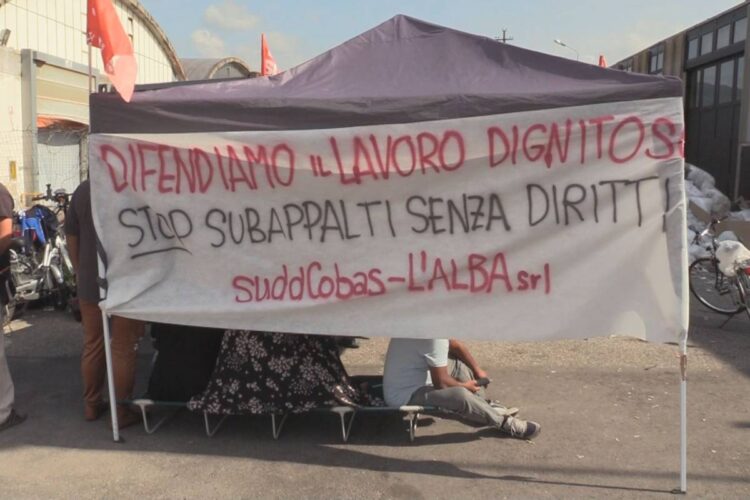 DIFENDIAMO IL LAVORO DIGNITOSO
STOP SUBAPPALTI SENZA DIRITTI
suddCobas-L'ALBA srl